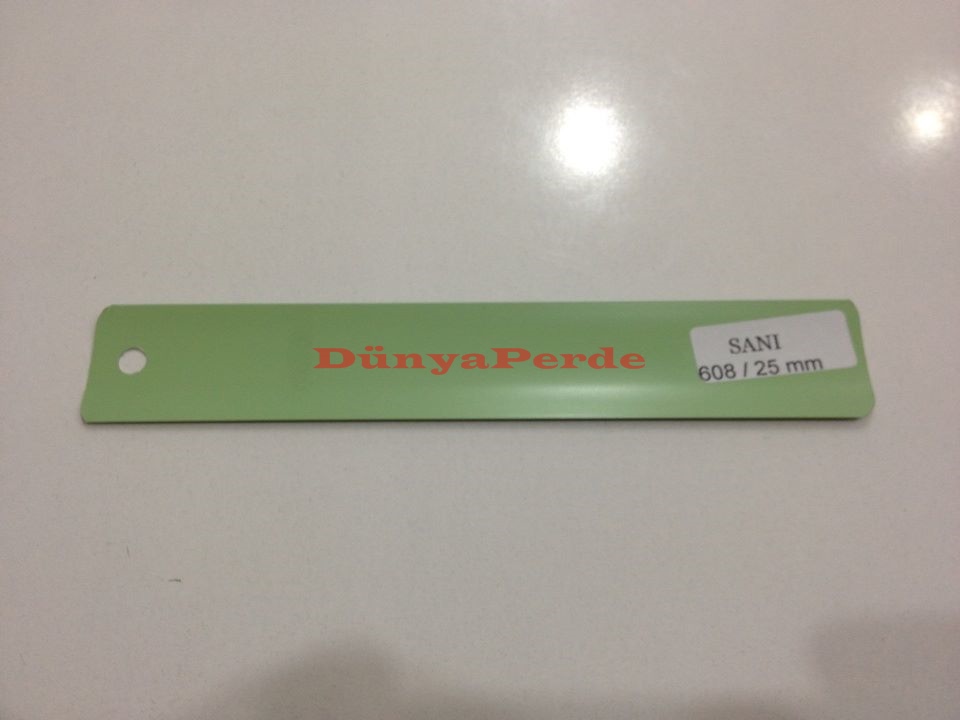 DünyaPerde
SANI
608 / 25 mm